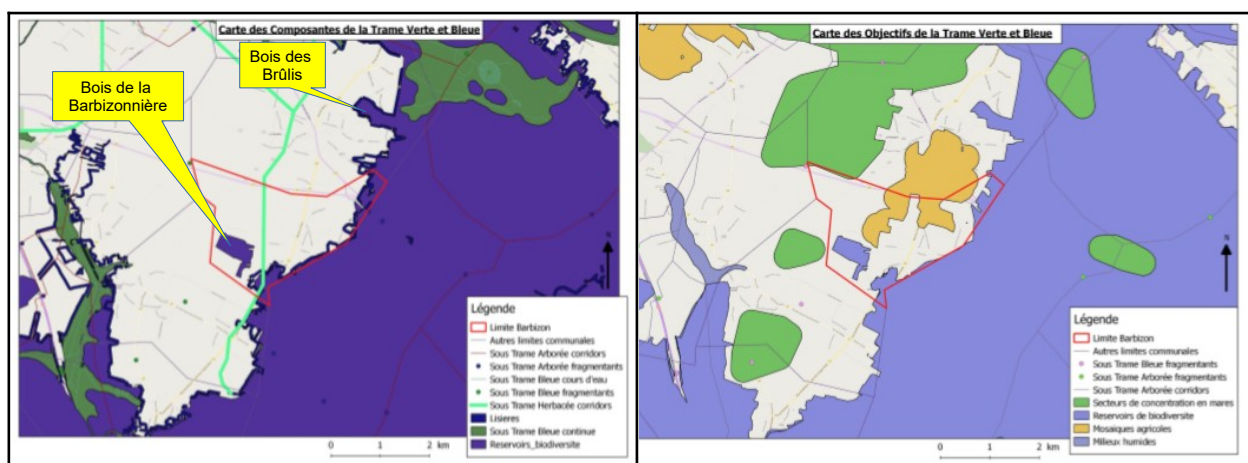 Carte des Composantes de la Trame Verte et Bleue
Bois des
Brûlis
Bois de la
Barbizonnière
Légende
Limite Barbizon
Autres limites communales
Sous Trame Arborée corridors
Sous Trame Arborée fragmentants
Sous Trame Bleue cours d'eau
Sous Trame Bleue fragmentants
Sous Trame Herbacée corridors
Lisieres
Sous Trame Bleue continue
Reservoirs_biodiversite
0 1 2 km
Carte des Objectifs de la Trame Verte et Bleue
N
Légende
Limite Barbizon
Autres limites communales
Sous Trame Bleue fragmentants
Sous Trame Arborée fragmentants
Sous Trame Arborée corridors
Secteurs de concentration en mares
Reservoirs de biodiversite
Mosaiques agricoles
Milieux humides
0 1 2 km